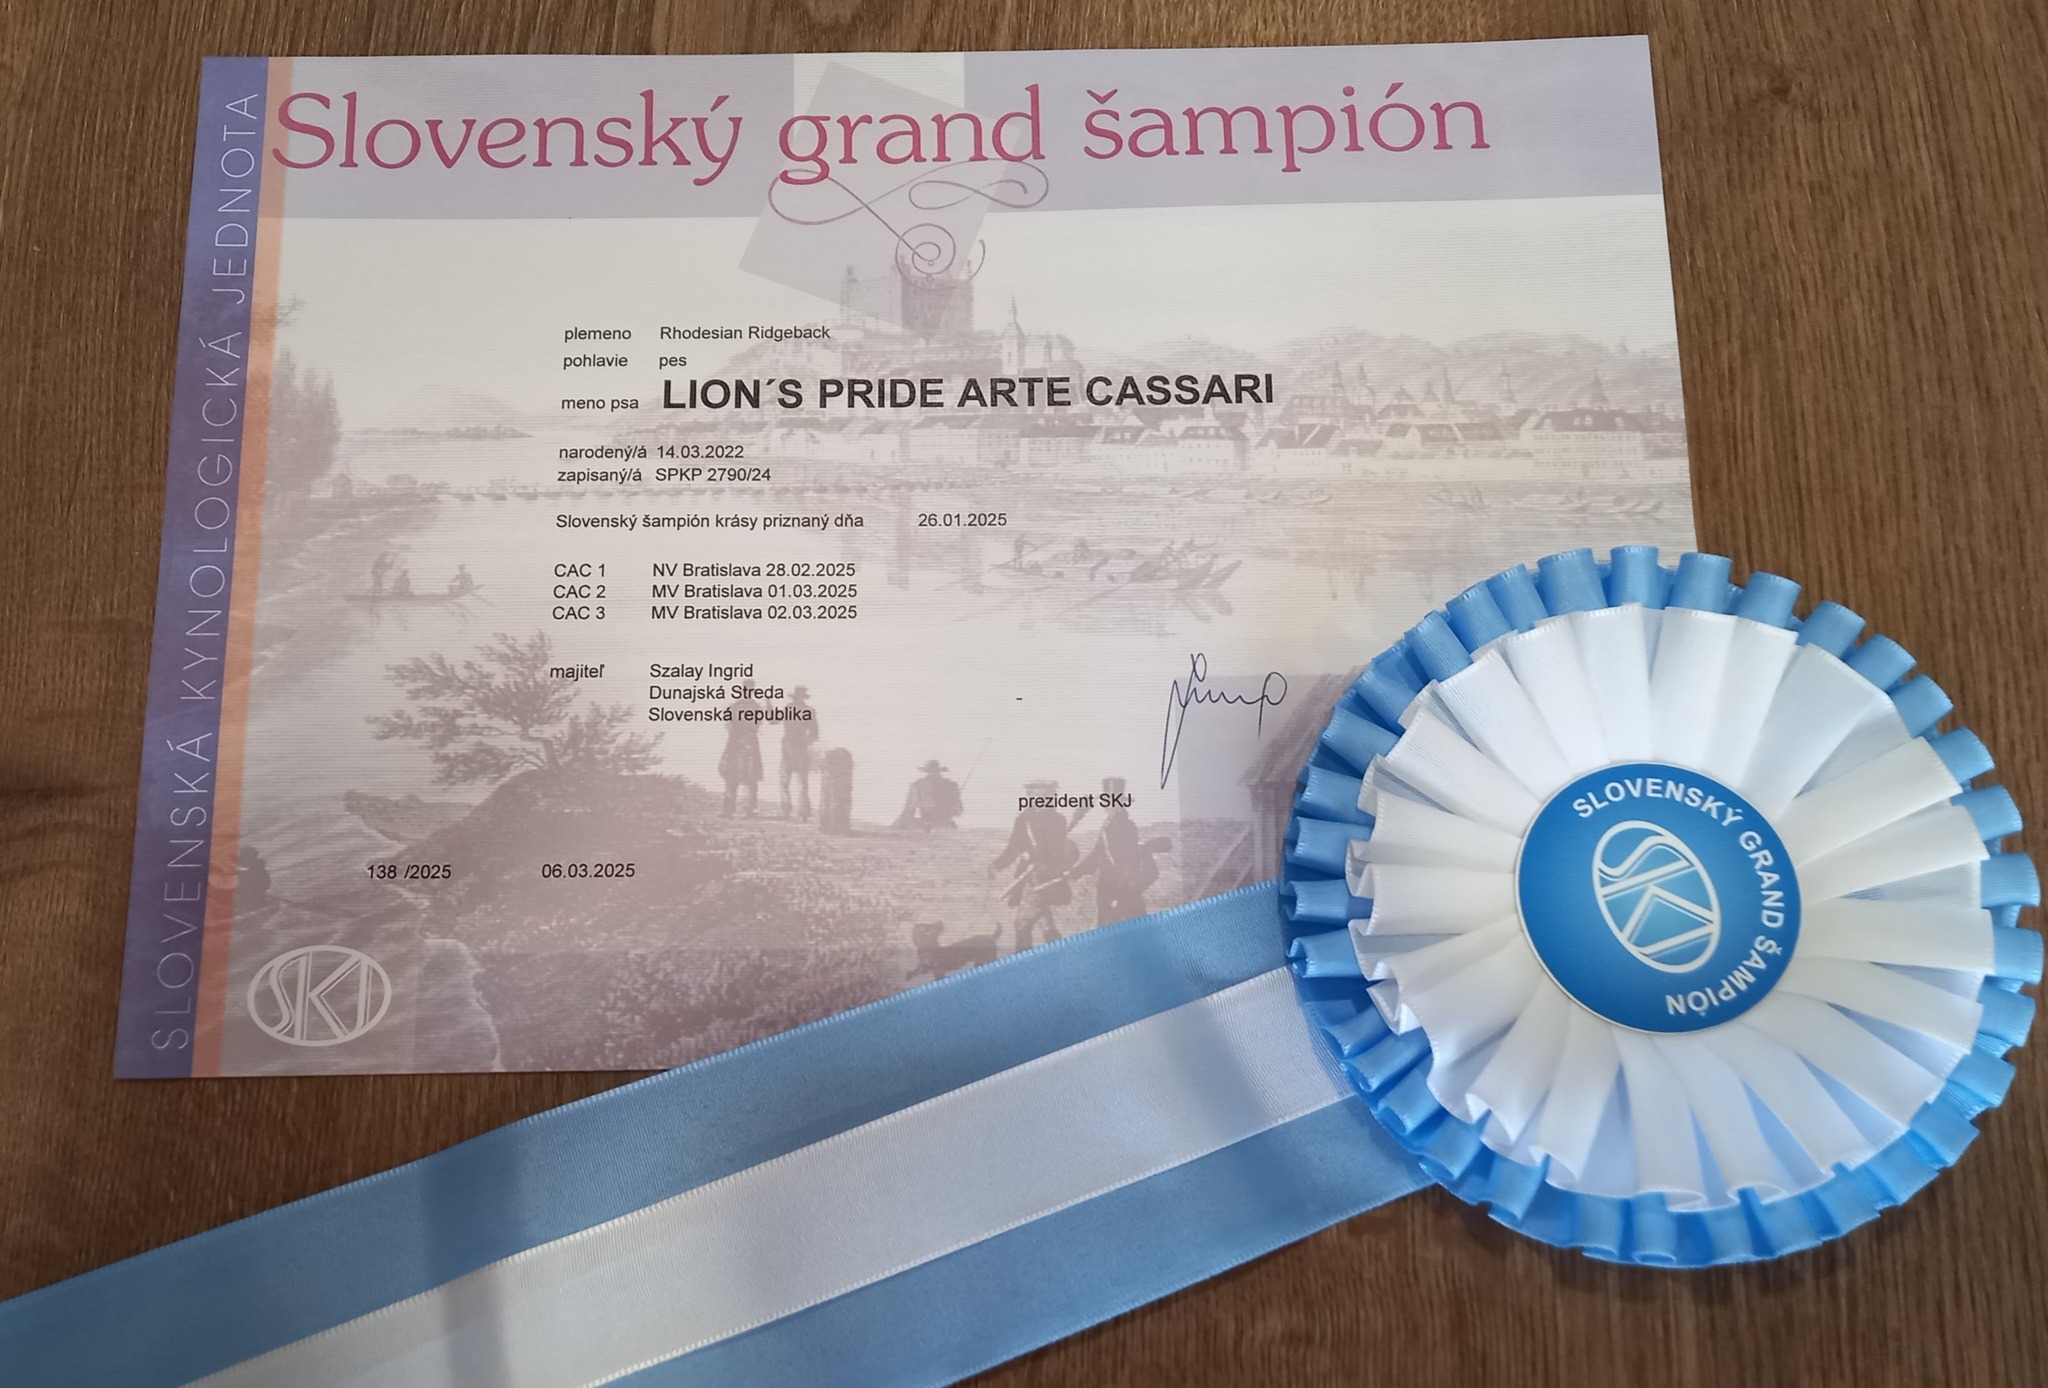 Slovenský grand šampión
SLOVENSKÁ KYNOLOGICKÁ JEDNOTA
plemeno Rhodesian Ridgeback
pohlavie pes
meno psa LION´S PRIDE ARTE CASSARI
narodený/á 14.03.2022
zapisaný/á SPKP 2790/24
Slovenský šampión krásy priznaný dňa 26.01.2025
CAC 1 NV Bratislava 28.02.2025
CAC 2 MV Bratislava 01.03.2025
CAC 3 MV Bratislava 02.03.2025
majiteľ Szalay Ingrid
Dunajská Streda -
Slovenská republika
prezident SKJ
138 /2025 06.03.2025
SKJ
SLOVENSKÝ GRAND ŠAMPIÓN
SKJ